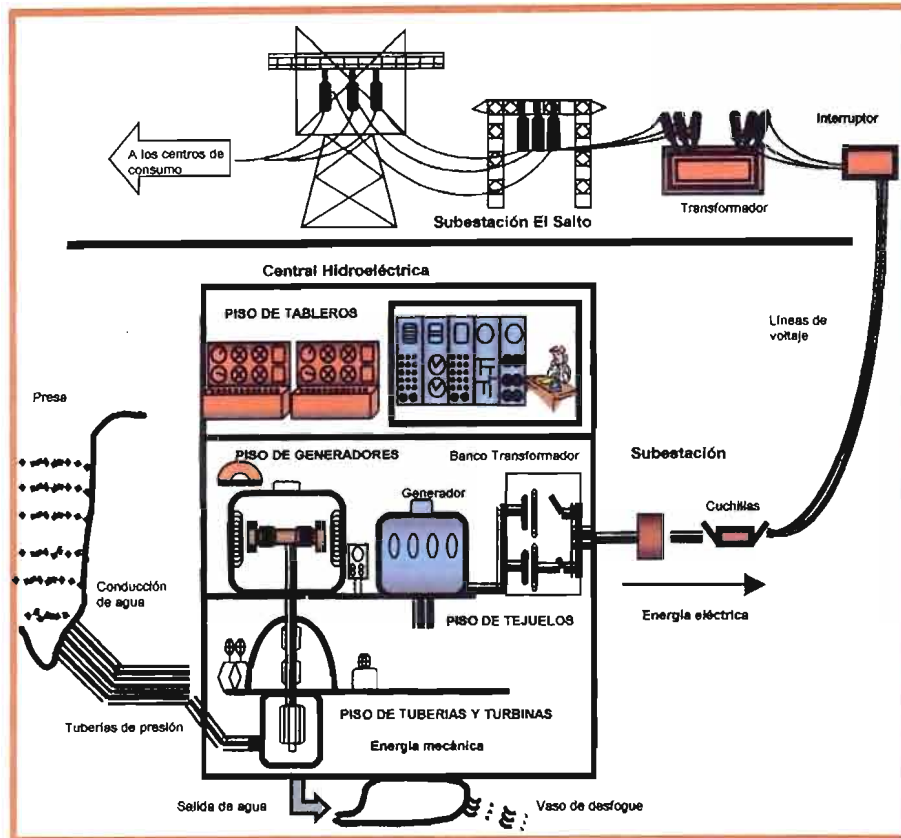 Interruptor
A los centros de
consumo
Transformador
Subestación El Salto
Central Hidroeléctrica
PISO DE TABLEROS
Líneas de
voltaje
Presa
PISO DE GENERADORES
Banco Transformador
Subestación
Generador
Cuchillas
Conducción
de agua
PISO DE TEJUELOS
Energía eléctrica
Tuberías de presión
PISO DE TUBERIAS Y TURBINAS
Energía mecánica
Salida de agua
Vaso de desfogue